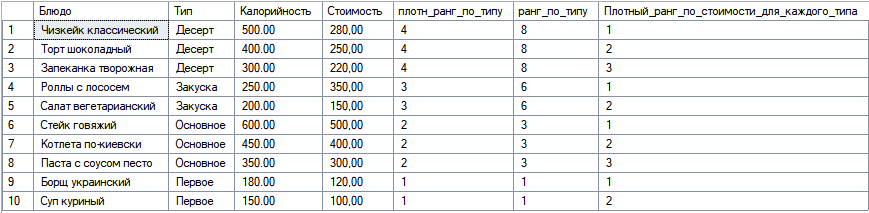 Блюдо Тип Калорийность Стоимость плотн_ранг_по_типу ранг_по_типу Плотный_ранг_по_стоимости_для_каждого_типа
1 Чизкейк классический Десерт 500.00 280,00 4 8 1
2 Торт шоколадный Десерт 400.00 250,00 4 8 2
3 Запеканка творожная Десерт 300.00 220,00 4 8 3
4 Роллы с лососем Закуска 250.00 350,00 3 6 1
5 Салат вегетарианский Закуска 200.00 150,00 3 6 2
6 Стейк говяжий Основное 600.00 500,00 2 3 1
7 Котлета по-киевски Основное 450.00 400,00 2 3 2
8 Паста с соусом песто Основное 350.00 300,00 2 3 3
9 Борщ украинский Первое 180.00 120,00 1 1 1
10 Суп куриный Первое 150.00 100,00 1 1 2